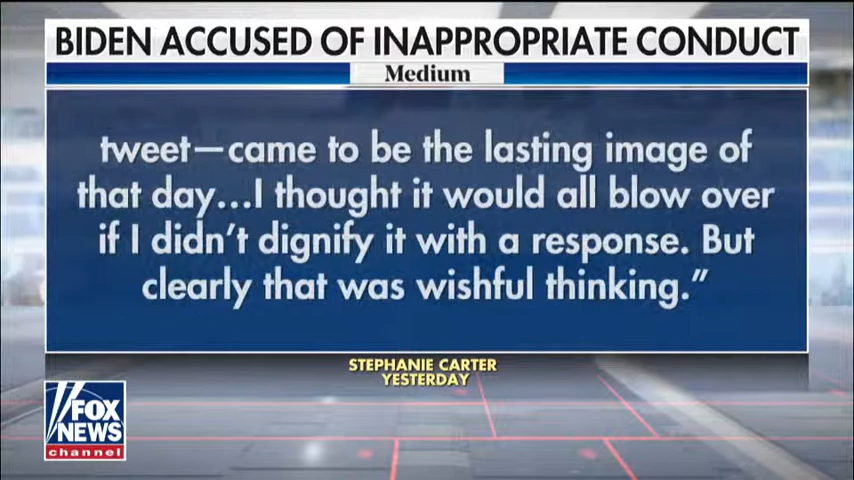 BIDEN ACCUSED OF INAPPROPRIATE CONDUCT
Medium
tweet—came to be the lasting image of
that day...I thought it would all blow over
if I didn't dignify it with a response. But
clearly that was wishful thinking.”
STEPHANIE CARTER
YESTERDAY
FOX
NEWS
channel